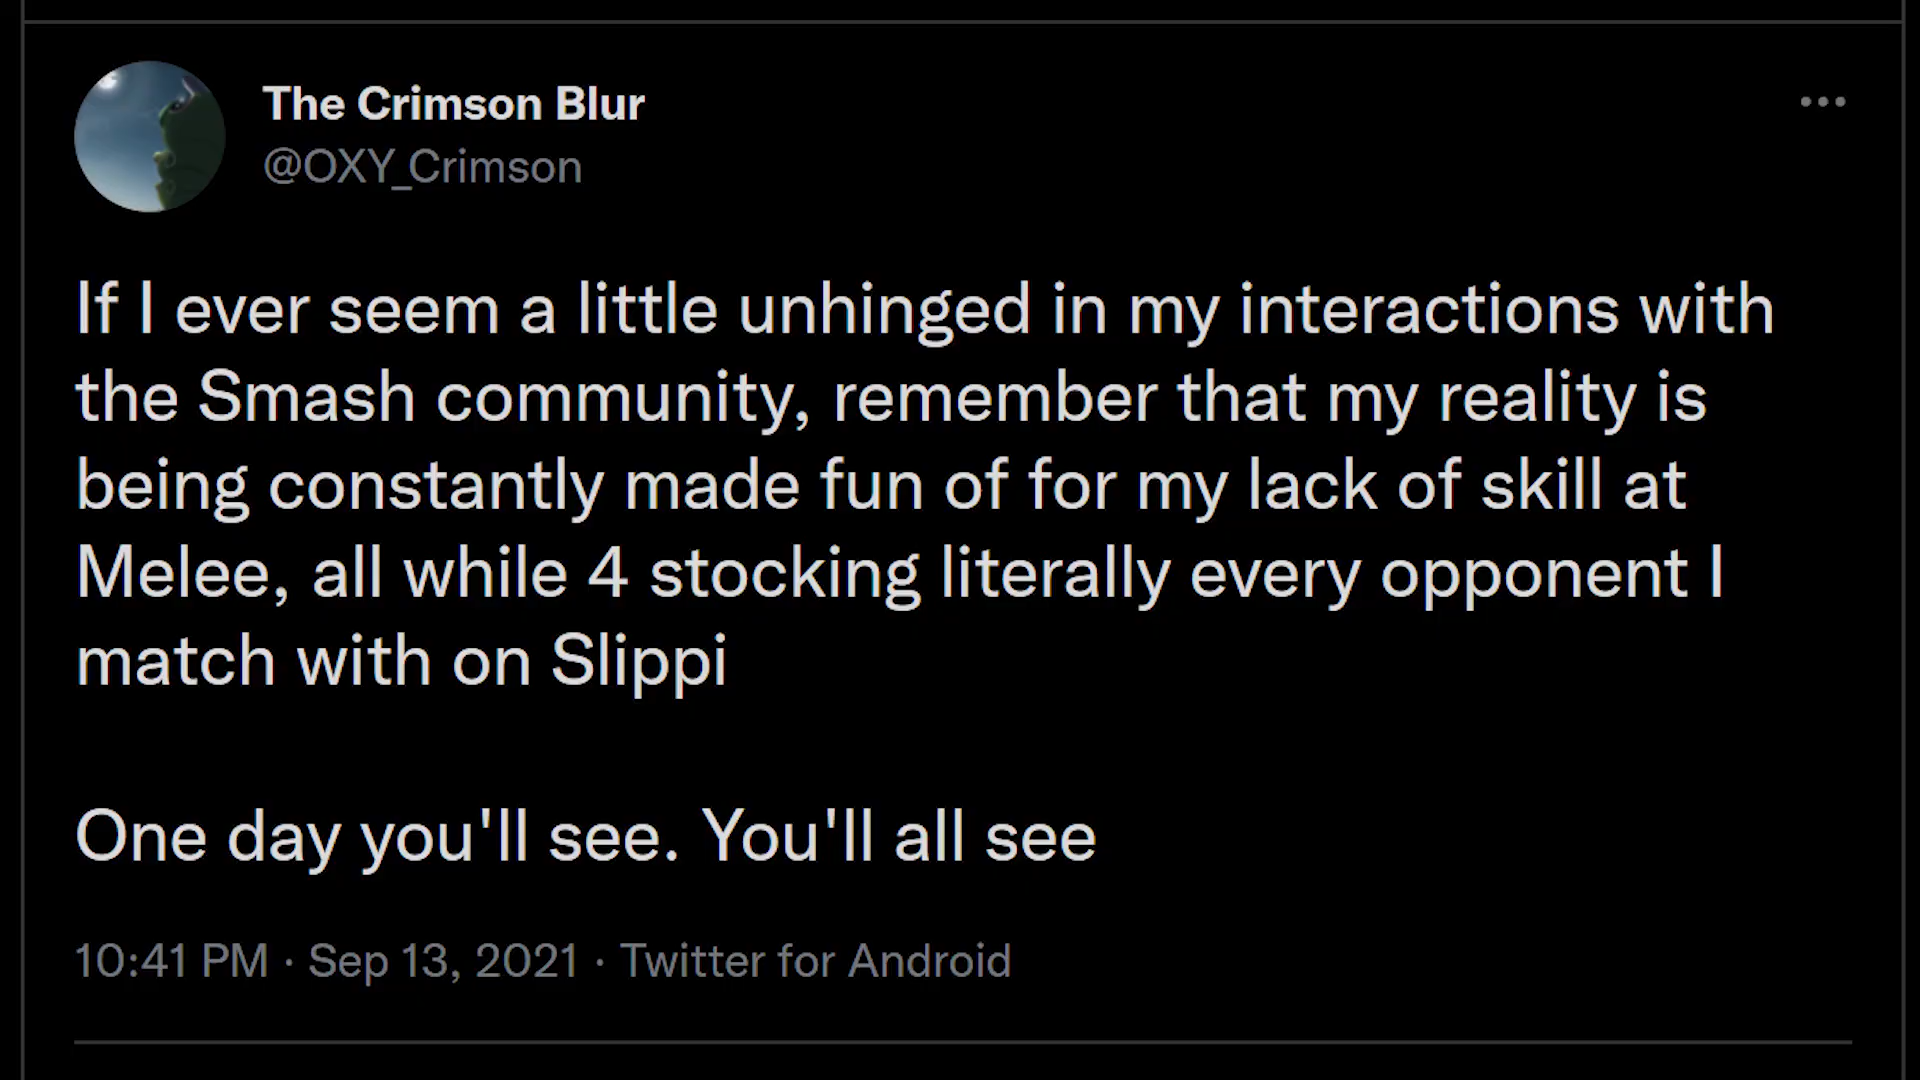 The Crimson Blur
@OXY_Crimson
If I ever seem a little unhinged in my interactions with
the Smash community, remember that my reality is
being constantly made fun of for my lack of skill at
Melee, all while 4 stocking literally every opponent I
match with on Slippi
One day you'll see. You'll all see
10:41 PM · Sep 13, 2021 · Twitter for Android